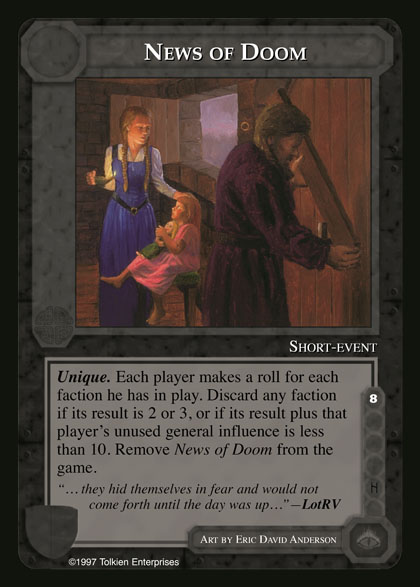 NEWS OF DOOM
SHORT-EVENT
Unique. Each player makes a roll for each
faction he has in play. Discard any faction
if its result is 2 or 3, or if its result plus that
player's unused general influence is less
than 10. Remove News of Doom from the
game.
8
“… they hid themselves in fear and would not
come forth until the day was up…”–LotRV
H
ART BY ERIC DAVID ANDERSON
©1997 Tolkien Enterprises